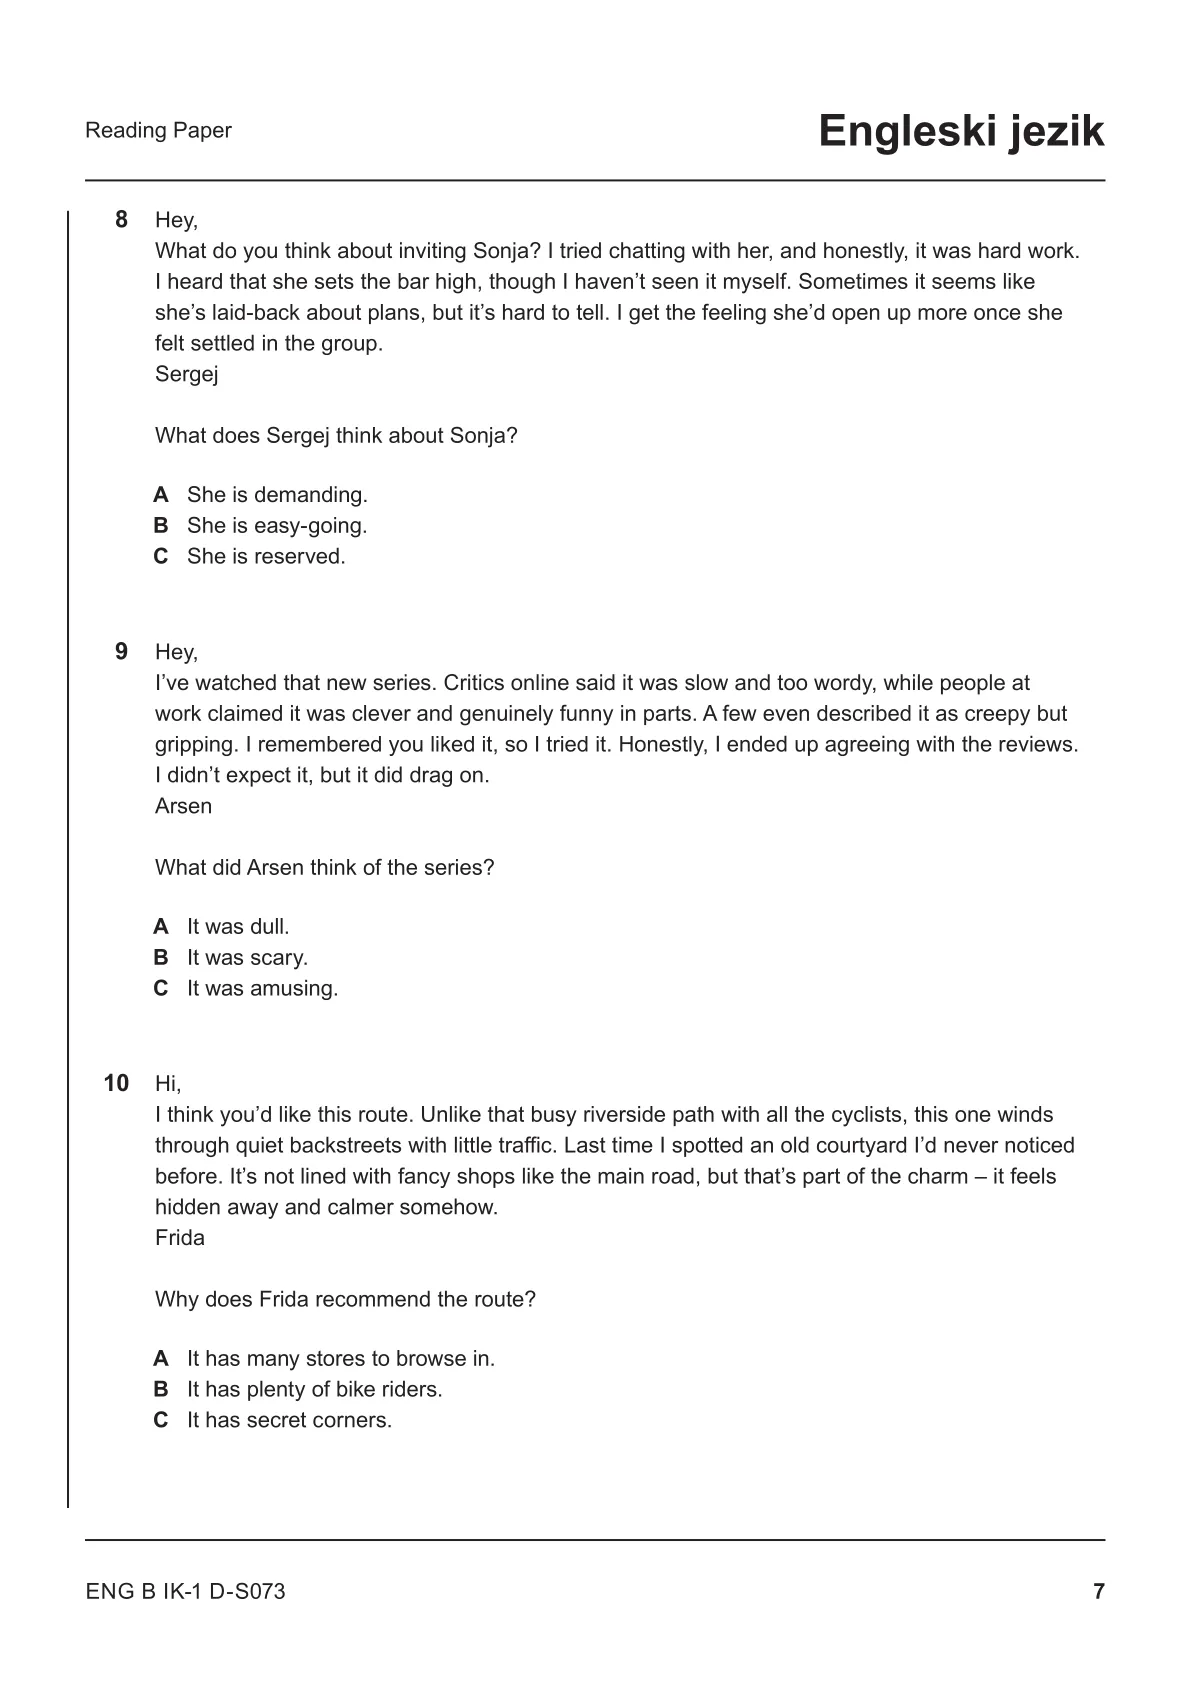 Reading Paper
Engleski jezik
8 Hey,
What do you think about inviting Sonja? I tried chatting with her, and honestly, it was hard work.
I heard that she sets the bar high, though I haven’t seen it myself. Sometimes it seems like
she’s laid-back about plans, but it’s hard to tell. I get the feeling she’d open up more once she
felt settled in the group.
Sergej
What does Sergej think about Sonja?
A She is demanding.
B She is easy-going.
C She is reserved.
9 Hey,
I’ve watched that new series. Critics online said it was slow and too wordy, while people at
work claimed it was clever and genuinely funny in parts. A few even described it as creepy but
gripping. I remembered you liked it, so I tried it. Honestly, I ended up agreeing with the reviews.
I didn’t expect it, but it did drag on.
Arsen
What did Arsen think of the series?
A It was dull.
B It was scary.
C It was amusing.
10 Hi,
I think you’d like this route. Unlike that busy riverside path with all the cyclists, this one winds
through quiet backstreets with little traffic. Last time I spotted an old courtyard I’d never noticed
before. It’s not lined with fancy shops like the main road, but that’s part of the charm – it feels
hidden away and calmer somehow.
Frida
Why does Frida recommend the route?
A It has many stores to browse in.
B It has plenty of bike riders.
C It has secret corners.
ENG B IK-1 D-S073
7